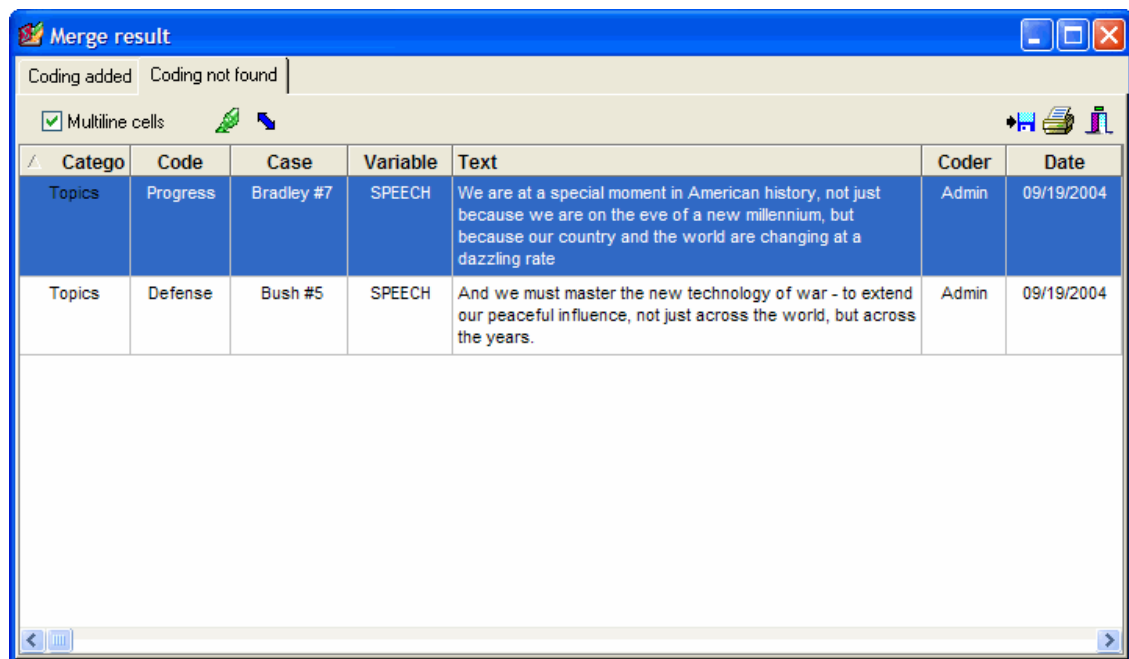 Merge result
Coding added Coding not found
Multiline cells
Catego Code Case Variable Text Coder Date
Topics Progress Bradley #7 SPEECH We are at a special moment in American history, not just Admin 09/19/2004
because we are on the eve of a new millennium, but
because our country and the world are changing at a
dazzling rate
Topics Defense Bush #5 SPEECH And we must master the new technology of war - to extend Admin 09/19/2004
our peaceful influence, not just across the world, but across
the years.